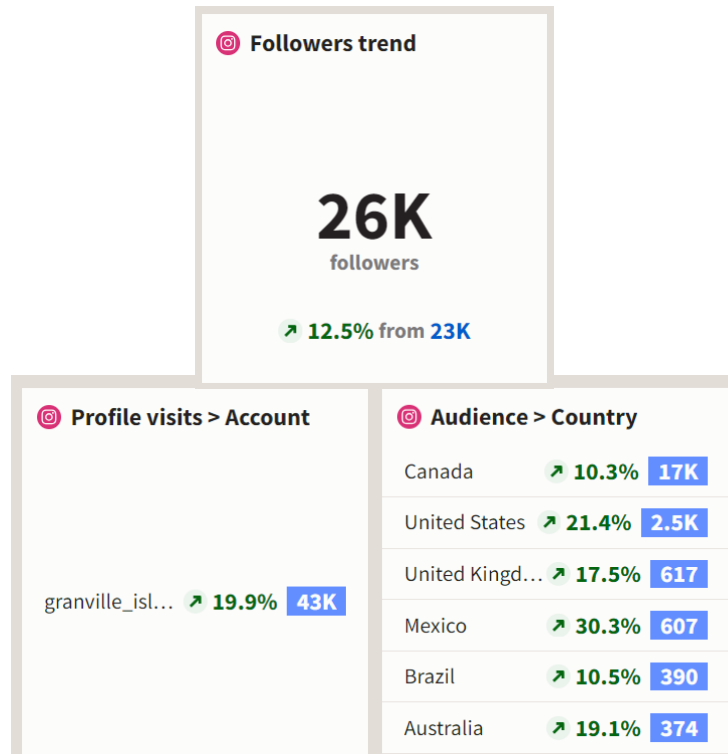 Followers trend
26K
followers
12.5% from 23K
Profile visits > Account
granville_isl... 19.9% 43K
Audience > Country
Canada 10.3% 17K
United States 21.4% 2.5K
United Kingd... 17.5% 617
Mexico 30.3% 607
Brazil 10.5% 390
Australia 19.1% 374